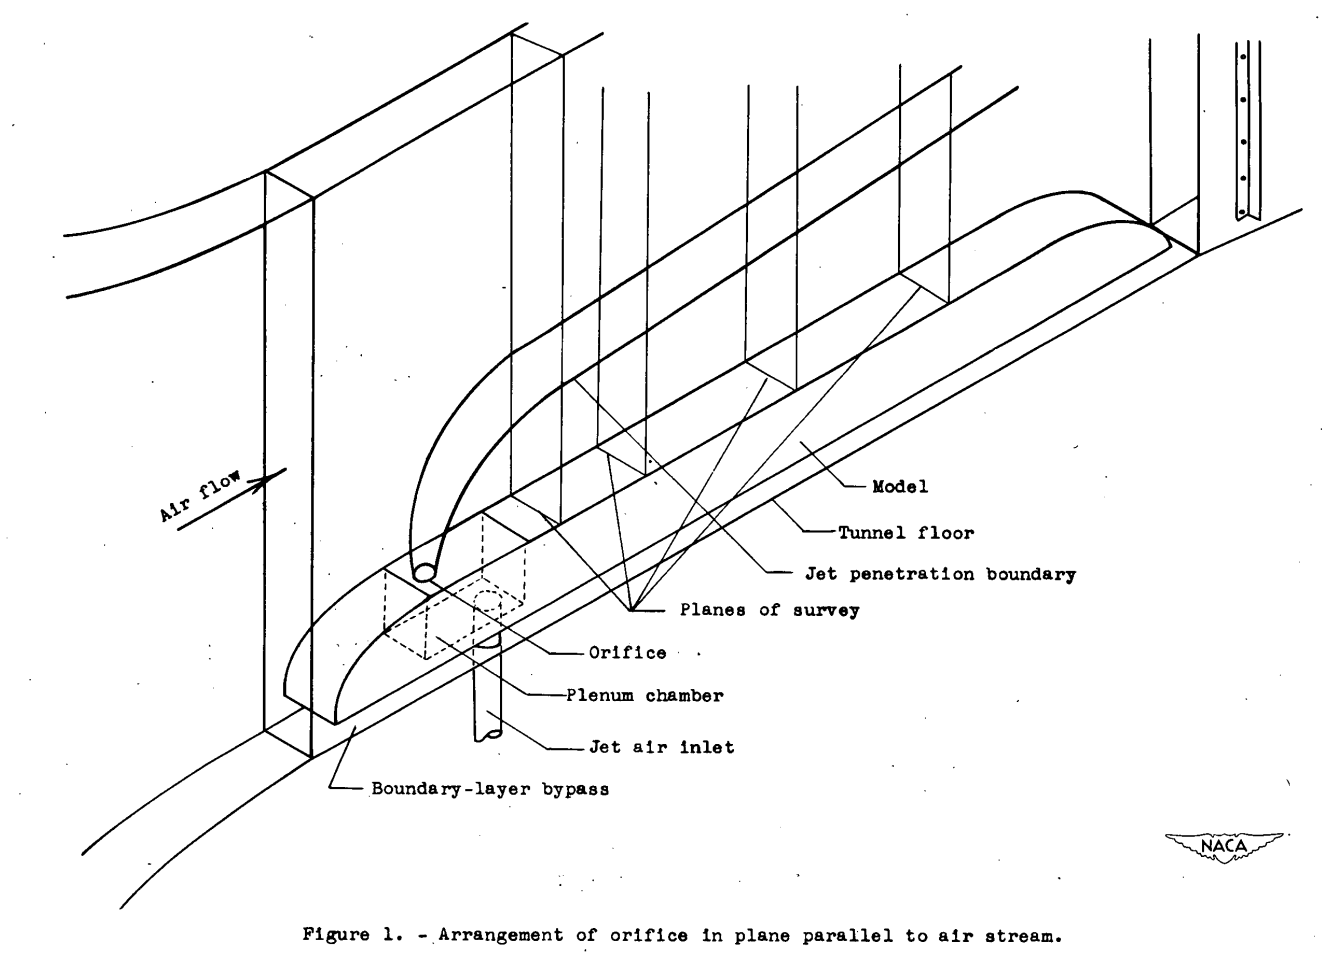 Air flow
Model
Tunnel floor
Jet penetration boundary
Planes of survey
Orifice
Plenum chamber
Jet air inlet
Boundary-layer bypass
NACA
Figure 1. - Arrangement of orifice in plane parallel to air stream.